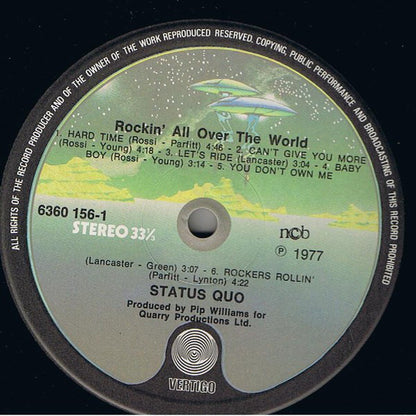 ALL RIGHTS OF THE RECORD PRODUCER AND OF THE OWNER OF THE WORK REPRODUCED RESERVED. COPYING, PUBLIC PERFORMANCE AND BROADCASTING OF THIS RECORD PROHIBITED
Rockin' All Over The World
1. HARD TIME (Rossi - Parfitt) 4:46 - 2. CAN'T GIVE YOU MORE
(Rossi - Young) 4:18 - 3. LET'S RIDE (Lancaster) 3:04 - 4. BABY
BOY (Rossi - Young) 3:14 - 5. YOU DON'T OWN ME
6360 156-1
STEREO 33⅓
ncb
Ⓟ 1977
(Lancaster - Green) 3:07 - 6. ROCKERS ROLLIN'
(Parfitt - Lynton) 4:22
STATUS QUO
Produced by Pip Williams for
Quarry Productions Ltd.
VERTIGO